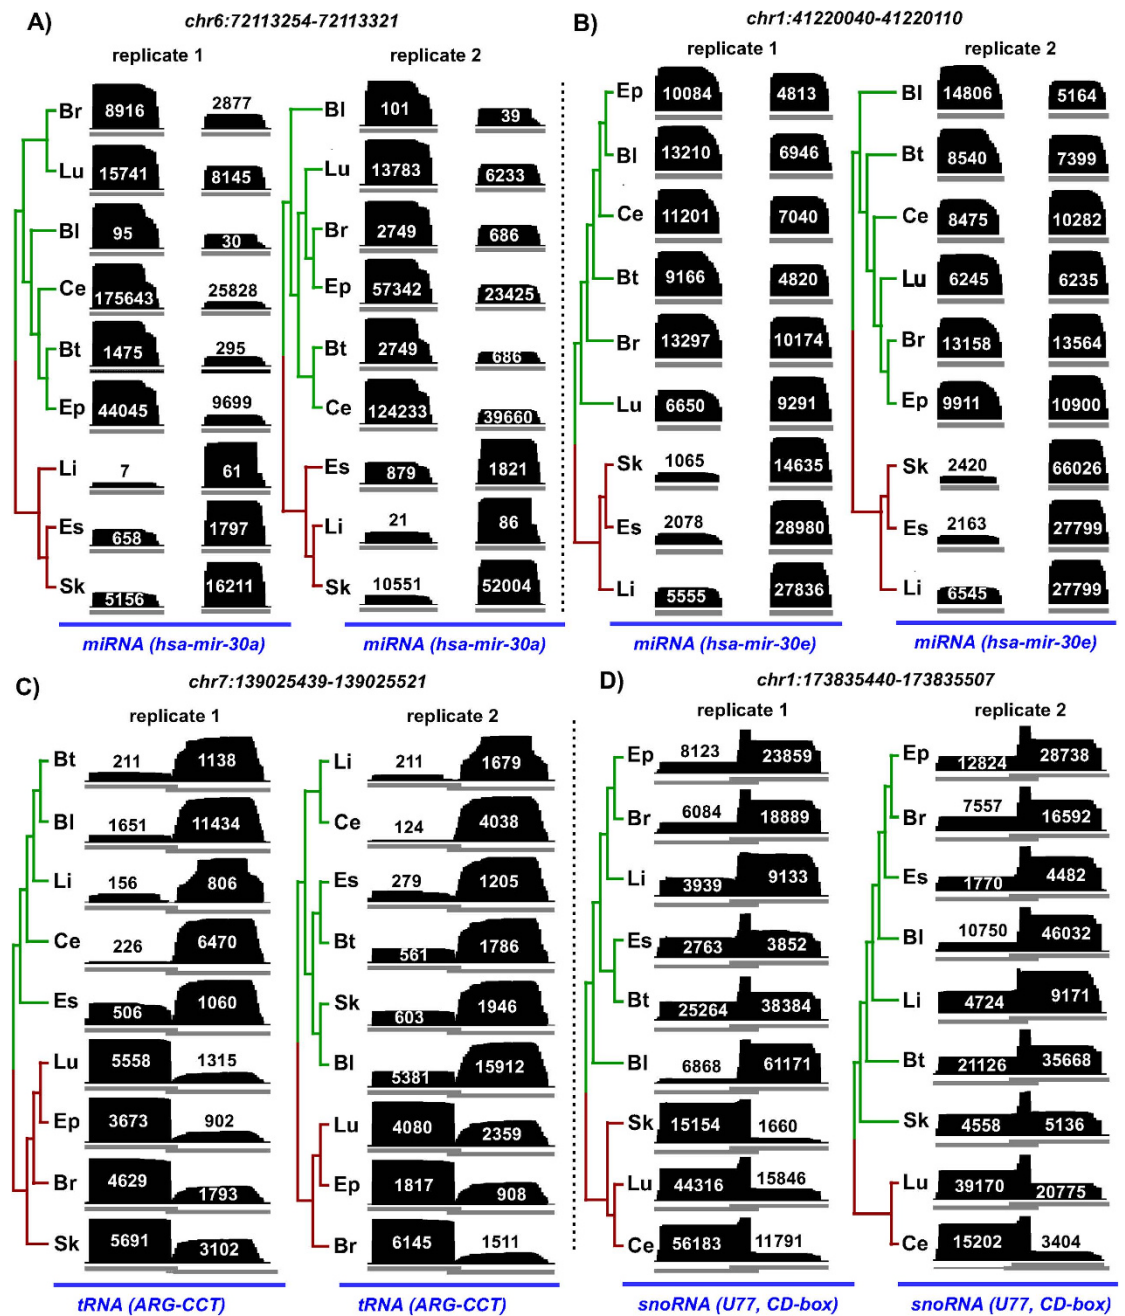 A)
chr6:72113254-72113321
replicate 1
replicate 2
Br 8916 2877
Lu 15741 8145
Bl 95 30
Ce 175643 25828
Bt 1475 295
Ep 44045 9699
Li 7 61
Es 658 1797
Sk 5156 16211
miRNA (hsa-mir-30a)
Bl 101 39
Lu 13783 6233
Br 2749 686
Ep 57342 23425
Bt 2749 686
Ce 124233 39660
Es 879 1821
Li 21 86
Sk 10551 52004
miRNA (hsa-mir-30a)
B)
chr1:41220040-41220110
replicate 1
replicate 2
Ep 10084 4813
Bl 13210 6946
Ce 11201 7040
Bt 9166 4820
Br 13297 10174
Lu 6650 9291
Sk 1065 14635
Es 2078 28980
Li 5555 27836
miRNA (hsa-mir-30e)
Bl 14806 5164
Bt 8540 7399
Ce 8475 10282
Lu 6245 6235
Br 13158 13564
Ep 9911 10900
Sk 2420 66026
Es 2163 27799
Li 6545 27799
miRNA (hsa-mir-30e)
C)
chr7:139025439-139025521
replicate 1
replicate 2
Bt 211 1138
Bl 1651 11434
Li 156 806
Ce 226 6470
Es 506 1060
Lu 5558 1315
Ep 3673 902
Br 4629 1793
Sk 5691 3102
tRNA (ARG-CCT)
Li 211 1679
Ce 124 4038
Es 279 1205
Bt 561 1786
Sk 603 1946
Bl 5381 15912
Lu 4080 2359
Ep 1817 908
Br 6145 1511
tRNA (ARG-CCT)
D)
chr1:173835440-173835507
replicate 1
replicate 2
Ep 8123 23859
Br 6084 18889
Li 3939 9133
Es 2763 3852
Bt 25264 38384
Bl 6868 61171
Sk 15154 1660
Lu 44316 15846
Ce 56183 11791
snoRNA (U77, CD-box)
Ep 12824 28738
Br 7557 16592
Es 1770 4482
Bl 10750 46032
Li 4724 9171
Bt 21126 35668
Sk 4558 5136
Lu 39170 20775
Ce 15202 3404
snoRNA (U77, CD-box)